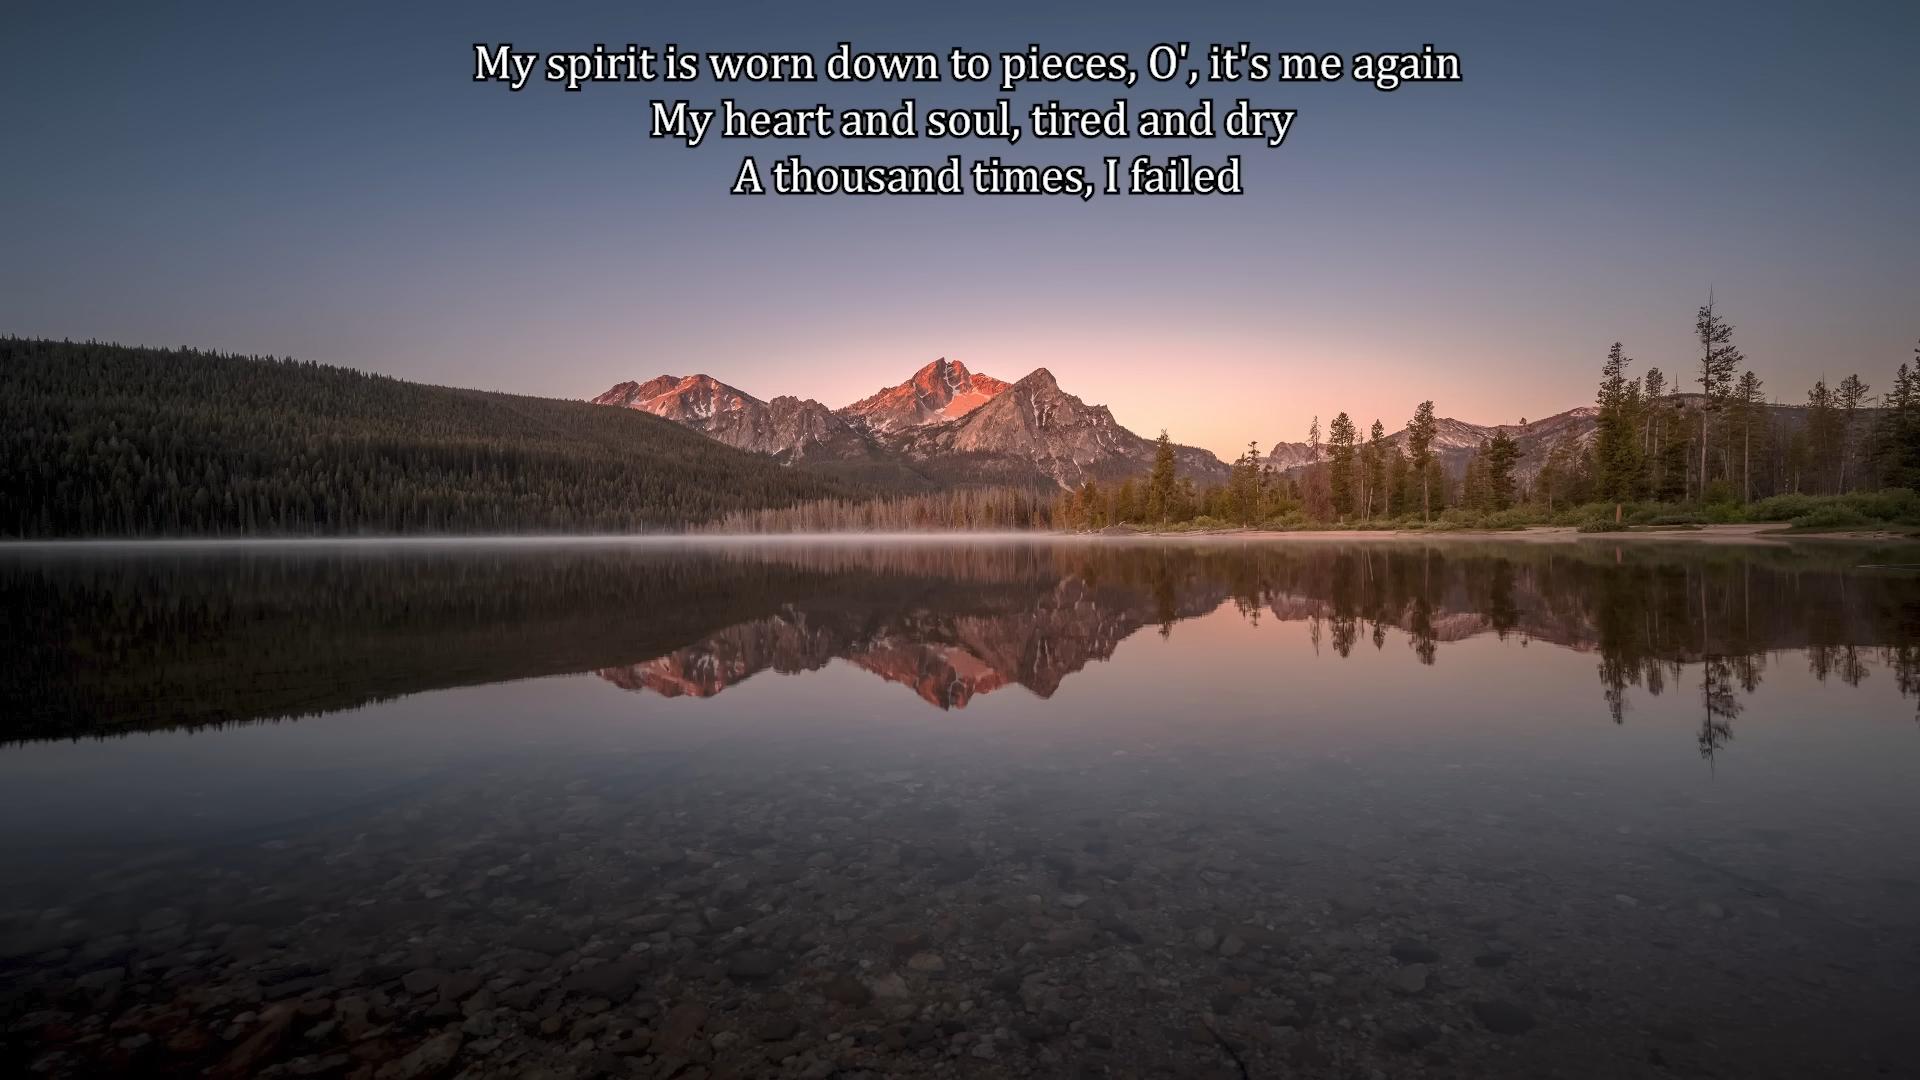 My spirit is worn down to pieces, O', it's me again
My heart and soul, tired and dry
A thousand times, I failed